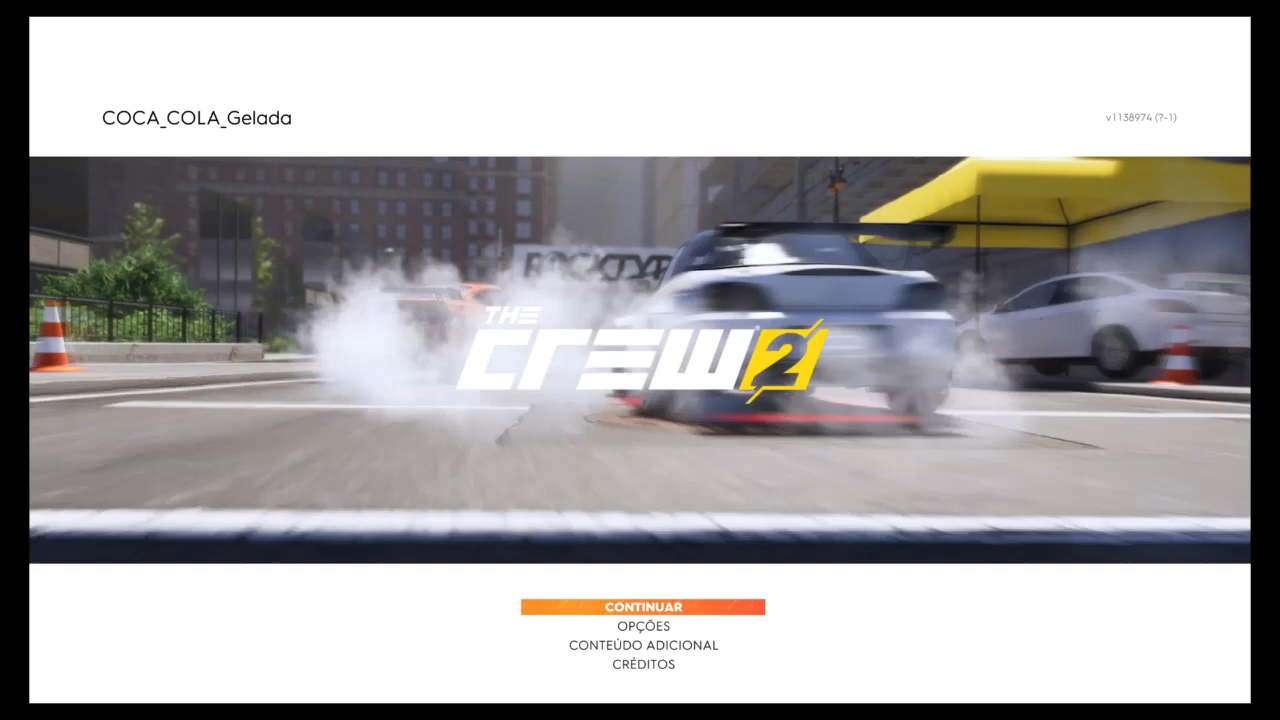 COCA_COLA_Gelada
v1138974 (?-1)
THE
CREW 2
CONTINUAR
OPÇÕES
CONTEÚDO ADICIONAL
CRÉDITOS